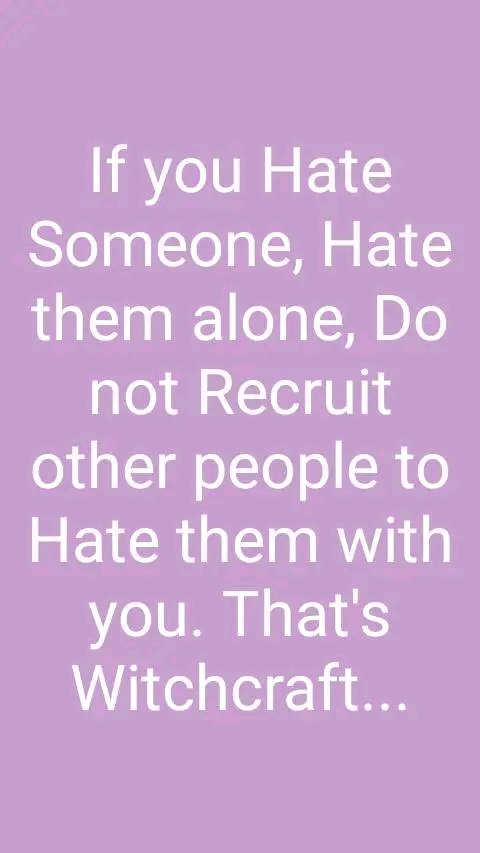 If you Hate
Someone, Hate
them alone, Do
not Recruit
other people to
Hate them with
you. That's
Witchcraft...